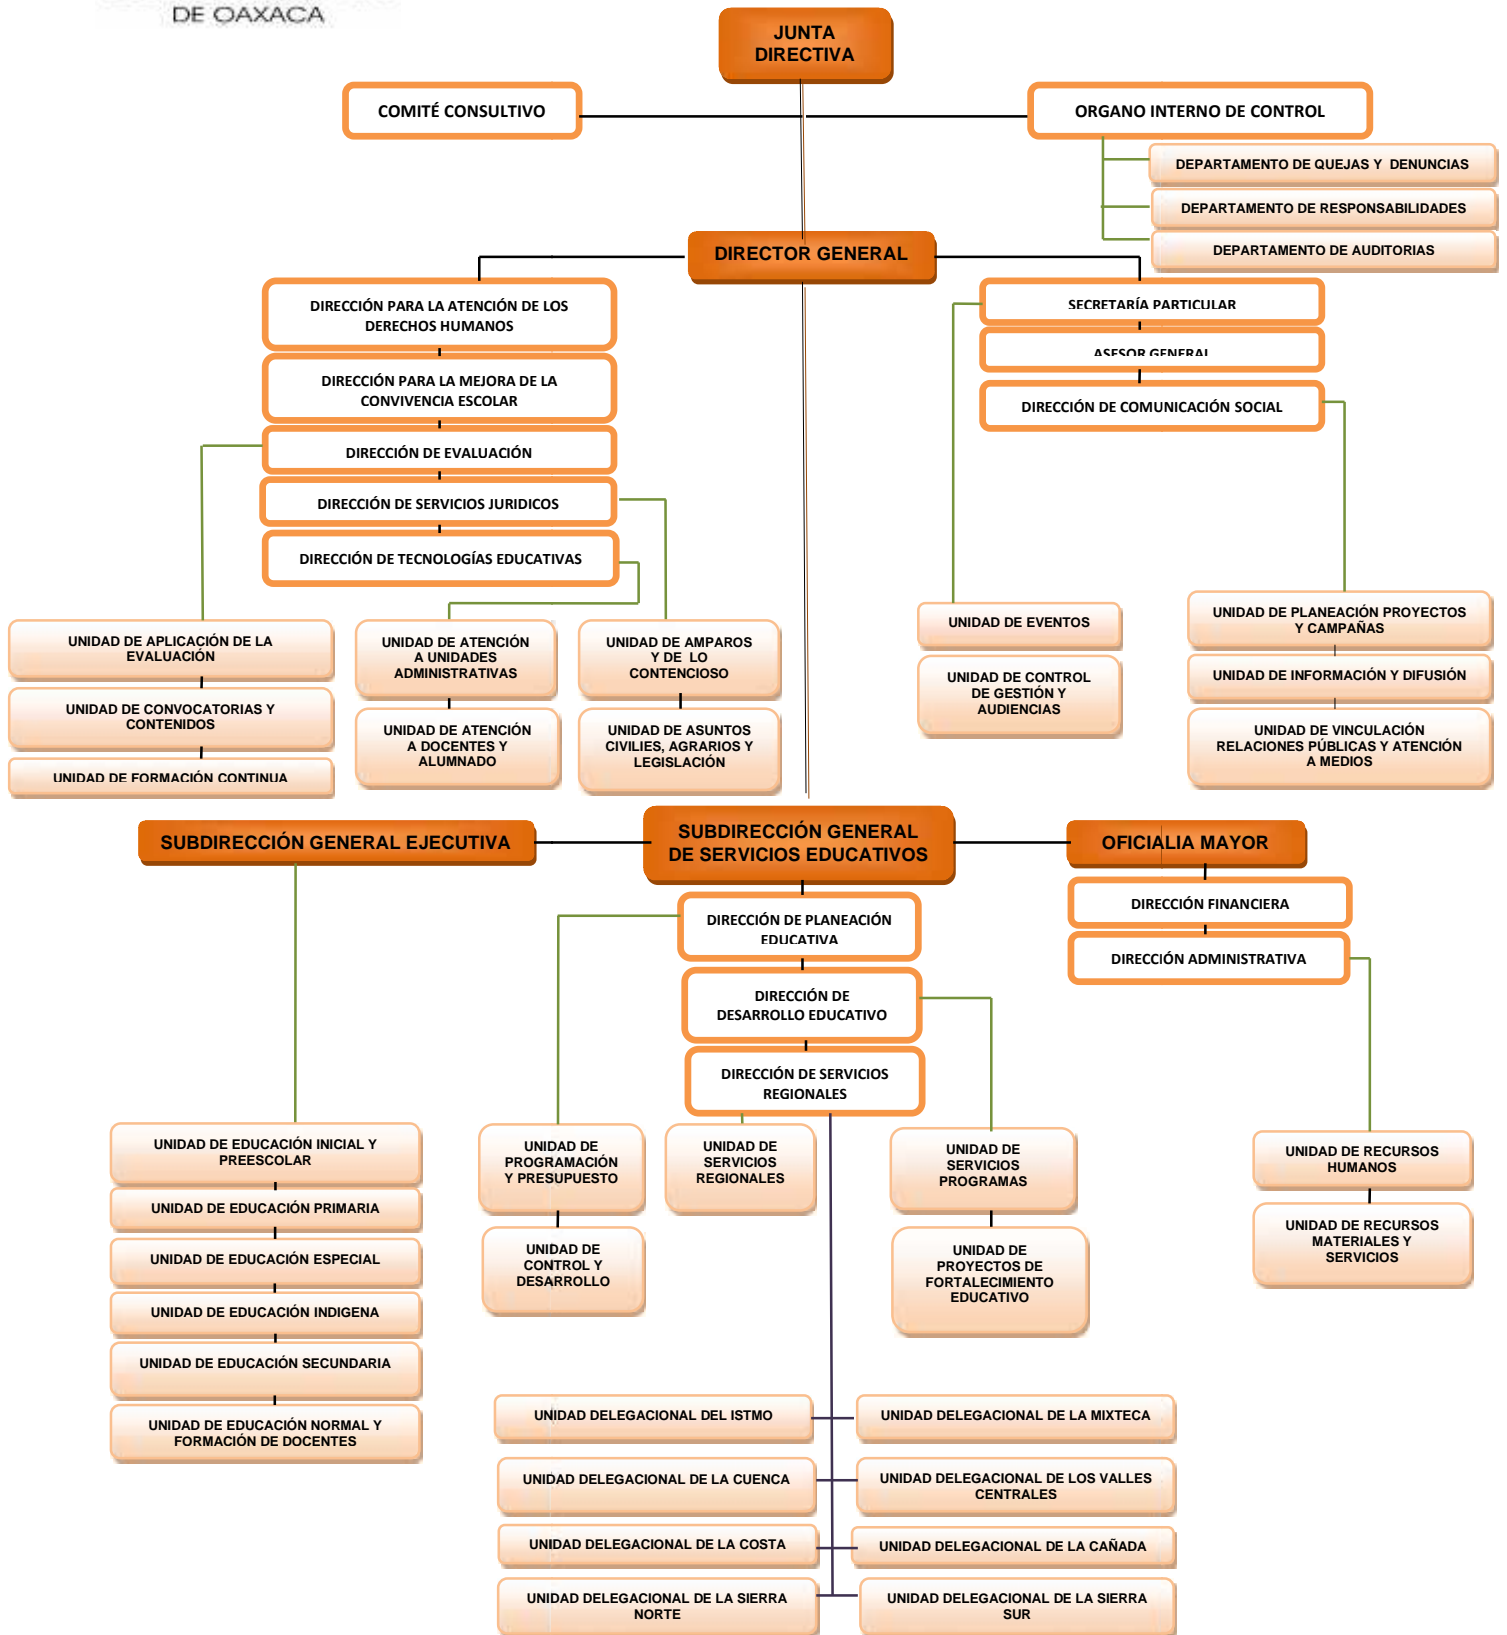 DE OAXACA
JUNTA
DIRECTIVA
COMITÉ CONSULTIVO
ORGANO INTERNO DE CONTROL
DEPARTAMENTO DE QUEJAS Y DENUNCIAS
DEPARTAMENTO DE RESPONSABILIDADES
DEPARTAMENTO DE AUDITORIAS
DIRECTOR GENERAL
DIRECCIÓN PARA LA ATENCIÓN DE LOS
DERECHOS HUMANOS
DIRECCIÓN PARA LA MEJORA DE LA
CONVIVENCIA ESCOLAR
DIRECCIÓN DE EVALUACIÓN
DIRECCIÓN DE SERVICIOS JURIDICOS
DIRECCIÓN DE TECNOLOGÍAS EDUCATIVAS
SECRETARÍA PARTICULAR
ASESOR GENERAL
DIRECCIÓN DE COMUNICACIÓN SOCIAL
UNIDAD DE APLICACIÓN DE LA
EVALUACIÓN
UNIDAD DE CONVOCATORIAS Y
CONTENIDOS
UNIDAD DE FORMACIÓN CONTINUA
UNIDAD DE ATENCIÓN
A UNIDADES
ADMINISTRATIVAS
UNIDAD DE ATENCIÓN
A DOCENTES Y
ALUMNADO
UNIDAD DE AMPAROS
Y DE LO
CONTENCIOSO
UNIDAD DE ASUNTOS
CIVILIES, AGRARIOS Y
LEGISLACIÓN
UNIDAD DE EVENTOS
UNIDAD DE CONTROL
DE GESTIÓN Y
AUDIENCIAS
UNIDAD DE PLANEACIÓN PROYECTOS
Y CAMPAÑAS
UNIDAD DE INFORMACIÓN Y DIFUSIÓN
UNIDAD DE VINCULACIÓN
RELACIONES PÚBLICAS Y ATENCIÓN
A MEDIOS
SUBDIRECCIÓN GENERAL EJECUTIVA
SUBDIRECCIÓN GENERAL
DE SERVICIOS EDUCATIVOS
OFICIALIA MAYOR
DIRECCIÓN DE PLANEACIÓN
EDUCATIVA
DIRECCIÓN DE
DESARROLLO EDUCATIVO
DIRECCIÓN DE SERVICIOS
REGIONALES
DIRECCIÓN FINANCIERA
DIRECCIÓN ADMINISTRATIVA
UNIDAD DE EDUCACIÓN INICIAL Y
PREESCOLAR
UNIDAD DE EDUCACIÓN PRIMARIA
UNIDAD DE EDUCACIÓN ESPECIAL
UNIDAD DE EDUCACIÓN INDIGENA
UNIDAD DE EDUCACIÓN SECUNDARIA
UNIDAD DE EDUCACIÓN NORMAL Y
FORMACIÓN DE DOCENTES
UNIDAD DE
PROGRAMACIÓN
Y PRESUPUESTO
UNIDAD DE
CONTROL Y
DESARROLLO
UNIDAD DE
SERVICIOS
REGIONALES
UNIDAD DE
SERVICIOS
PROGRAMAS
UNIDAD DE
PROYECTOS DE
FORTALECIMIENTO
EDUCATIVO
UNIDAD DE RECURSOS
HUMANOS
UNIDAD DE RECURSOS
MATERIALES Y
SERVICIOS
UNIDAD DELEGACIONAL DEL ISTMO
UNIDAD DELEGACIONAL DE LA MIXTECA
UNIDAD DELEGACIONAL DE LA CUENCA
UNIDAD DELEGACIONAL DE LOS VALLES
CENTRALES
UNIDAD DELEGACIONAL DE LA COSTA
UNIDAD DELEGACIONAL DE LA CAÑADA
UNIDAD DELEGACIONAL DE LA SIERRA
NORTE
UNIDAD DELEGACIONAL DE LA SIERRA
SUR